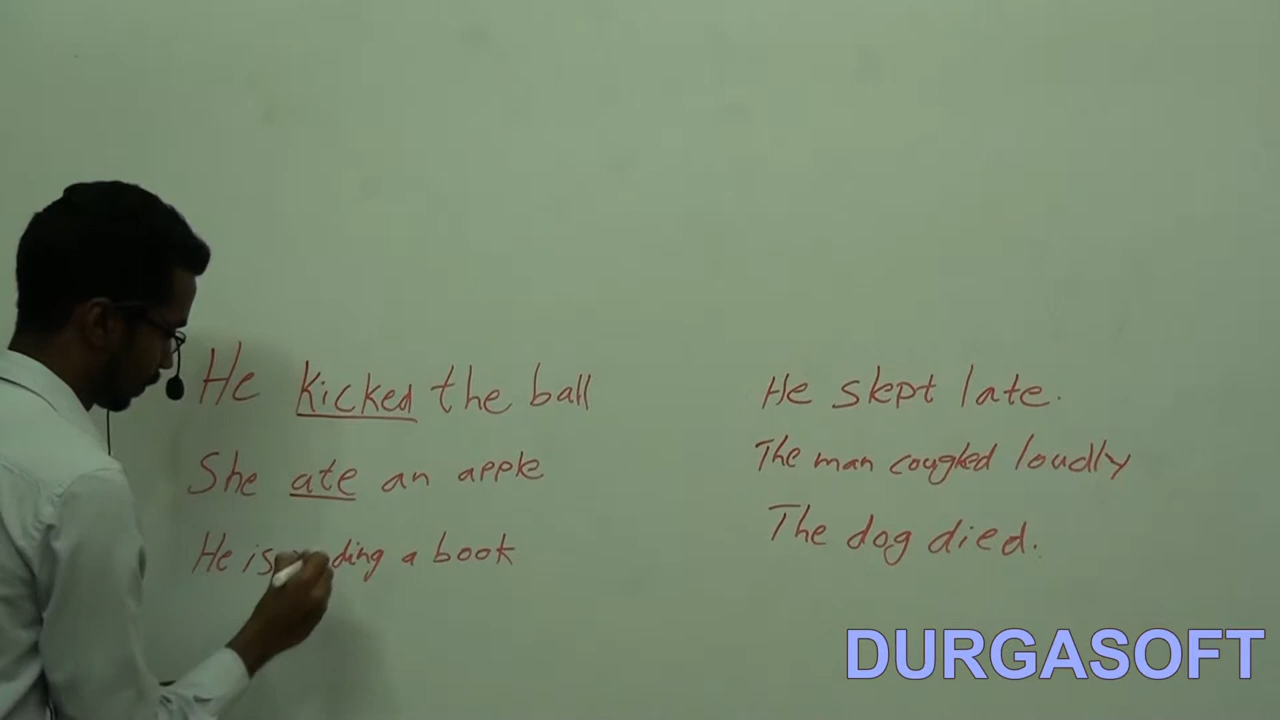 He kicked the ball
She ate an apple
He is a book
He slept late.
The man coughed loudly
The dog died.
DURGASOFT